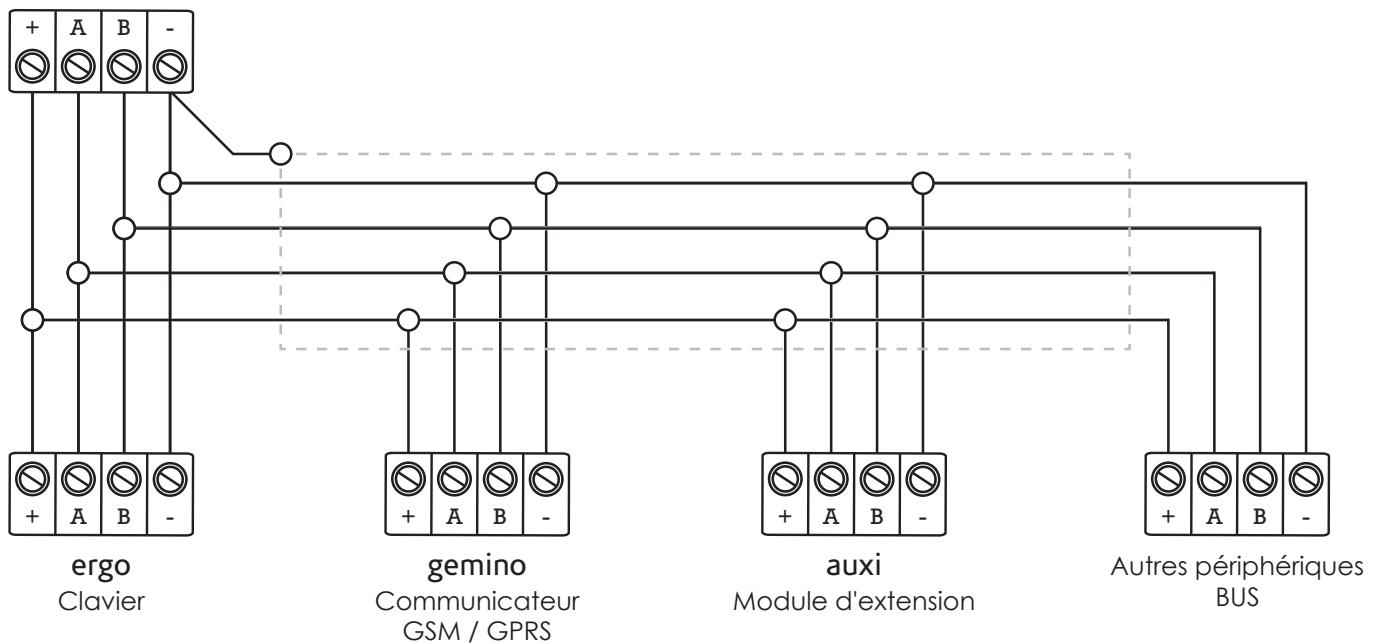 + A B -
+ A B -
+ A B -
+ A B -
+ A B -
ergo
Clavier
gemino
Communicateur
GSM / GPRS
auxi
Module d'extension
Autres périphériques
BUS